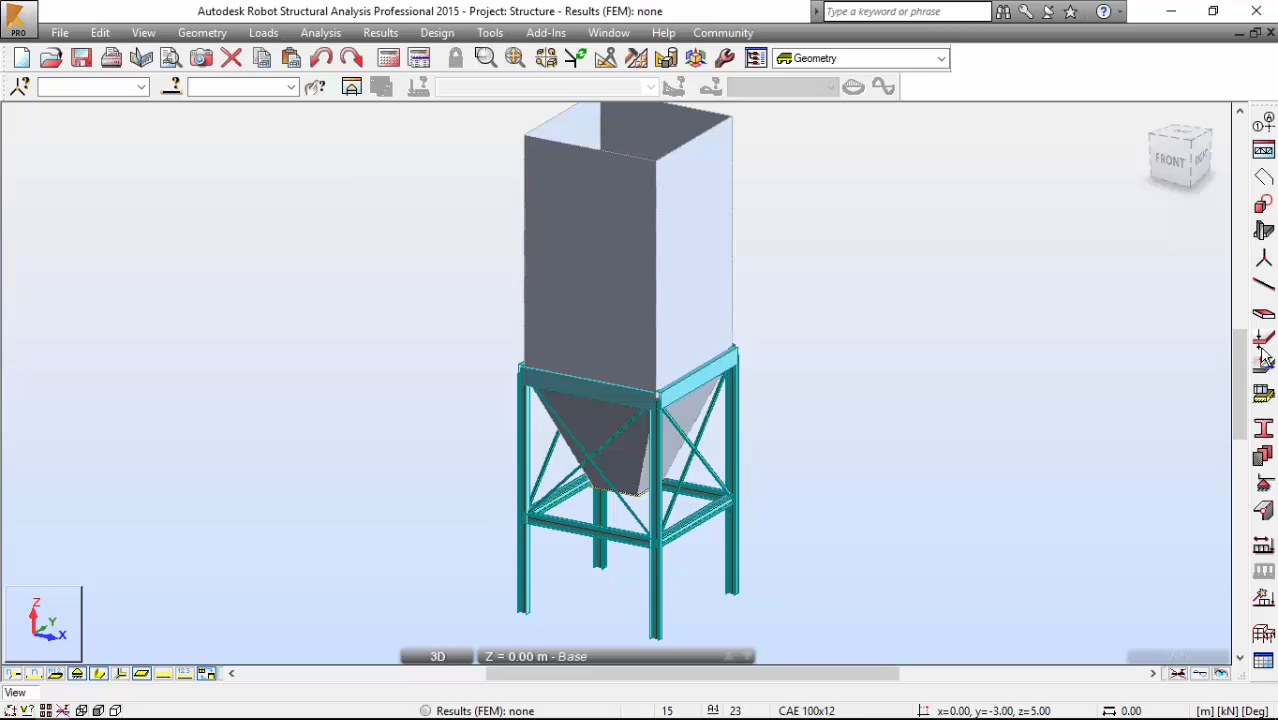 Autodesk Robot Structural Analysis Professional 2015 - Project: Structure - Results (FEM): none
Type a keyword or phrase
PRO
File Edit View Geometry Loads Analysis Results Design Tools Add-Ins Window Help Community
Geometry
FRONT
RIGHT
Z
Y
X
3D
Z = 0.00 m - Base
View
Results (FEM): none
15
23
CAE 100x12
x=0.00, y=-3.00, z=5.00
0.00
[m] [kN] [Deg]